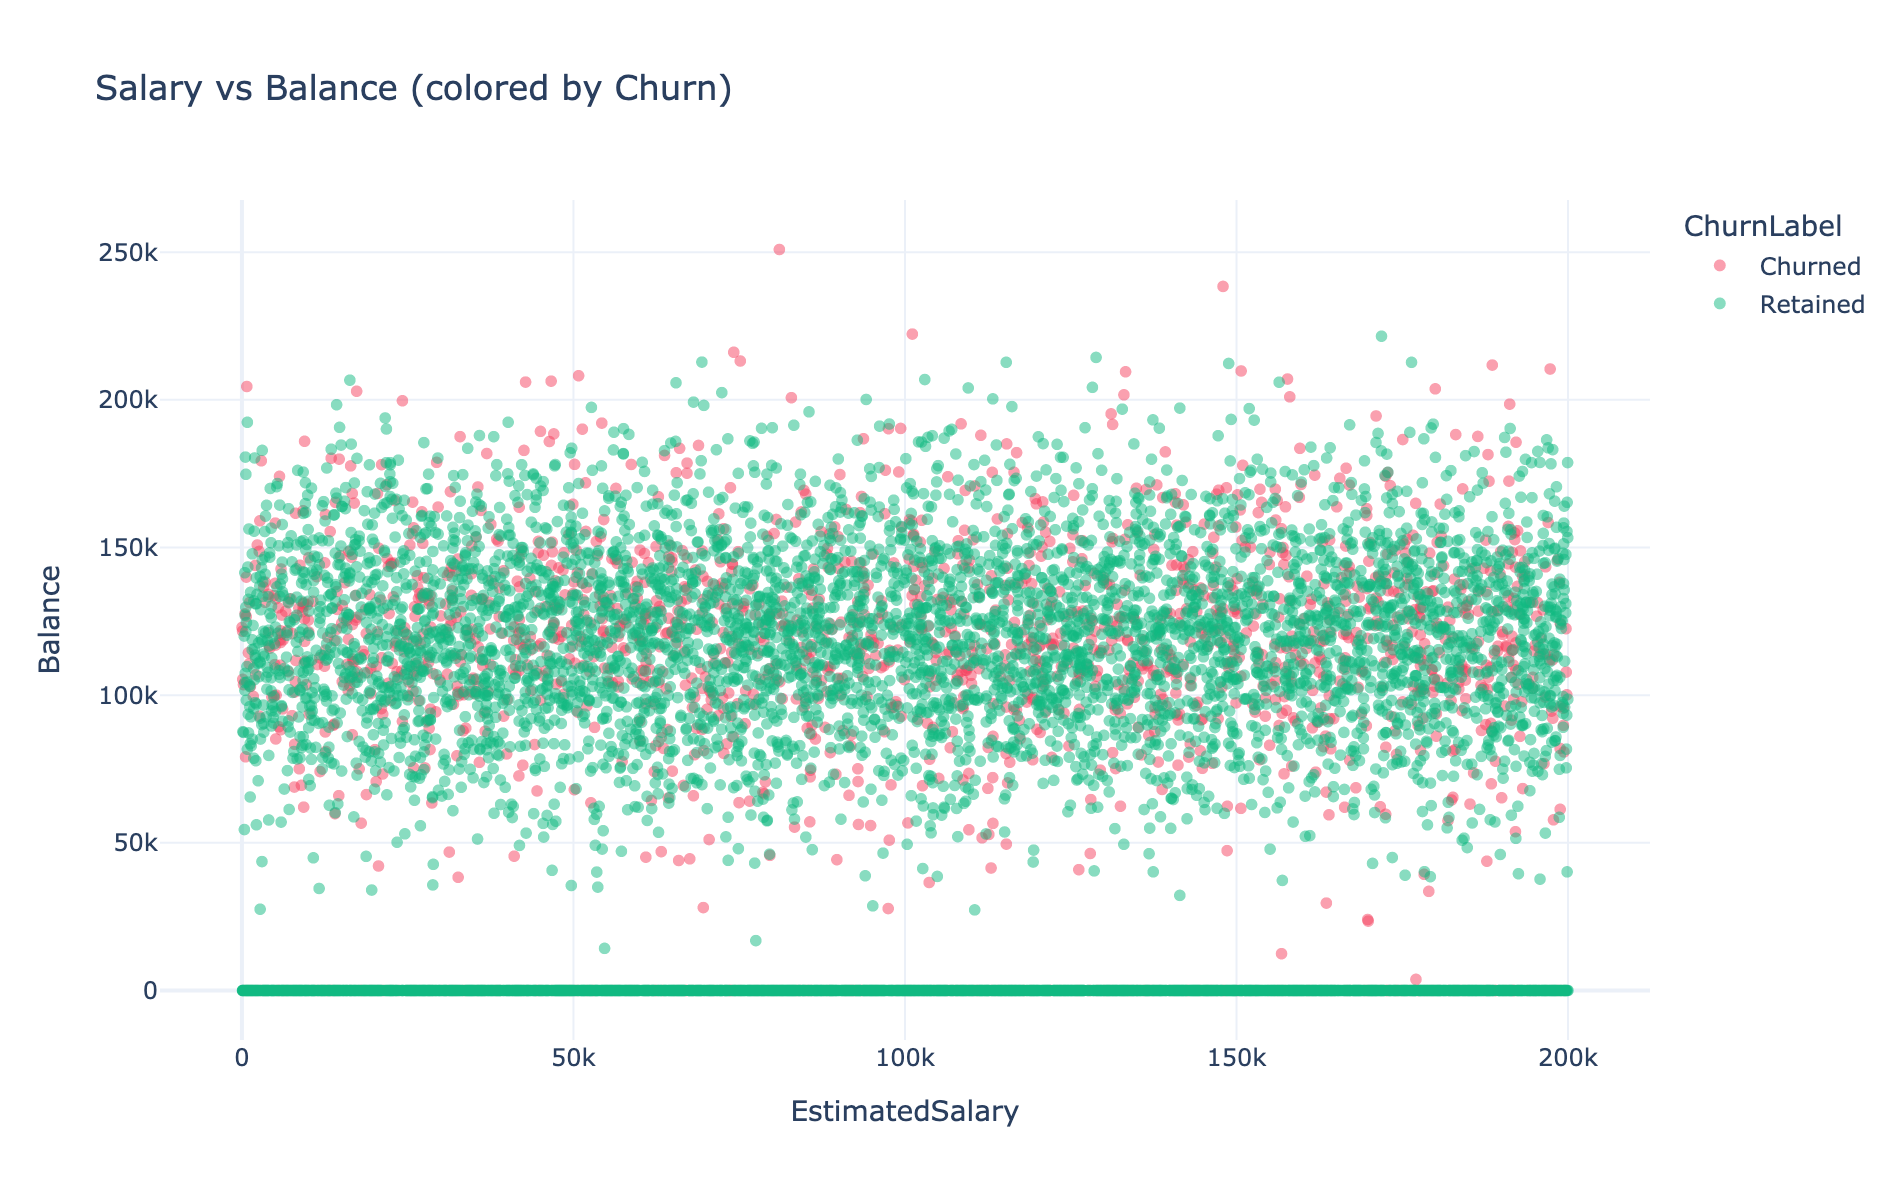 Salary vs Balance (colored by Churn)
ChurnLabel
Churned
Retained
Balance
250k
200k
150k
100k
50k
0
0
50k
100k
150k
200k
EstimatedSalary